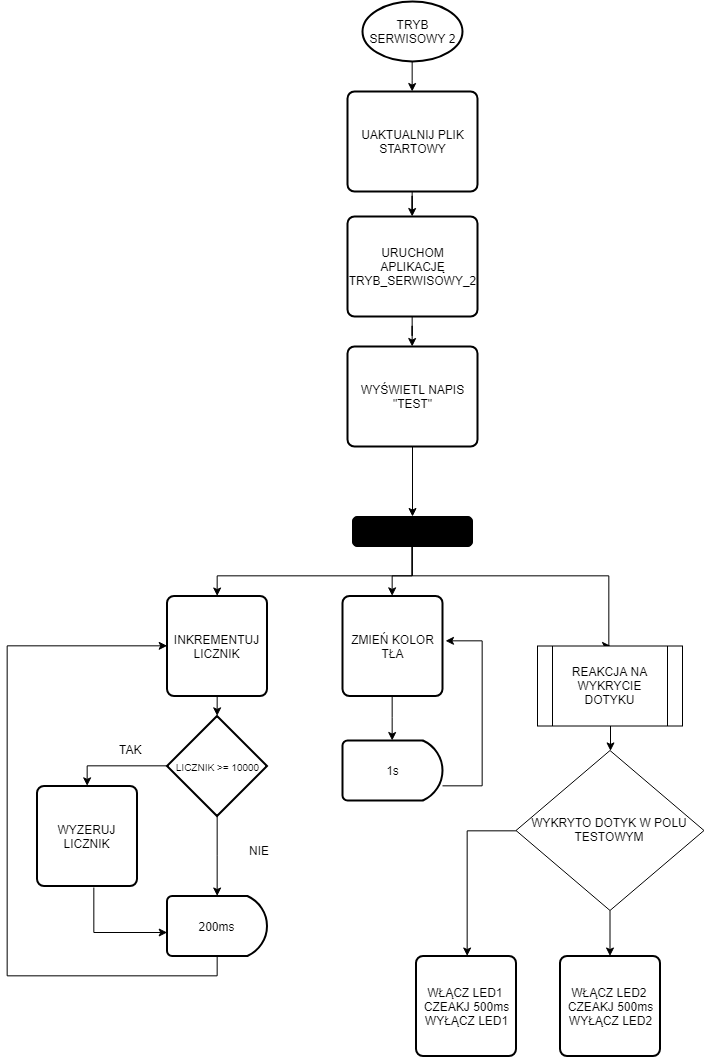 TRYB
SERWISOWY 2
UAKTUALNIJ PLIK
STARTOWY
URUCHOM
APLIKACJĘ
TRYB_SERWISOWY_2
WYŚWIETL NAPIS
"TEST"
INKREMENTUJ
LICZNIK
ZMIEŃ KOLOR
TŁA
REAKCJA NA
WYKRYCIE
DOTYKU
TAK
LICZNIK >= 10000
1s
WYZERUJ
LICZNIK
NIE
WYKRYTO DOTYK W POLU
TESTOWYM
200ms
WŁĄCZ LED1
CZEAKJ 500ms
WYŁĄCZ LED1
WŁĄCZ LED2
CZEAKJ 500ms
WYŁĄCZ LED2